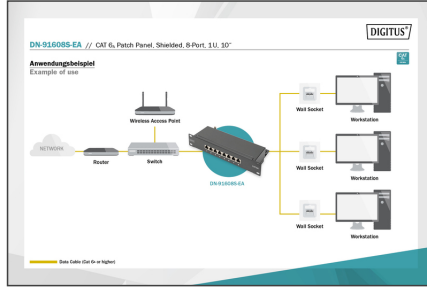 DIGITUS®
DN-91608S-EA // CAT 6ₐ Patch Panel, Shielded, 8-Port, 1U, 10"
CAT
Anwendungsbeispiel
Example of use
Wireless Access Point
NETWORK
Router
Switch
DN-91608S-EA
Wall Socket
Workstation
Wall Socket
Workstation
Wall Socket
Workstation
Data Cable (Cat 6ₐ or higher)